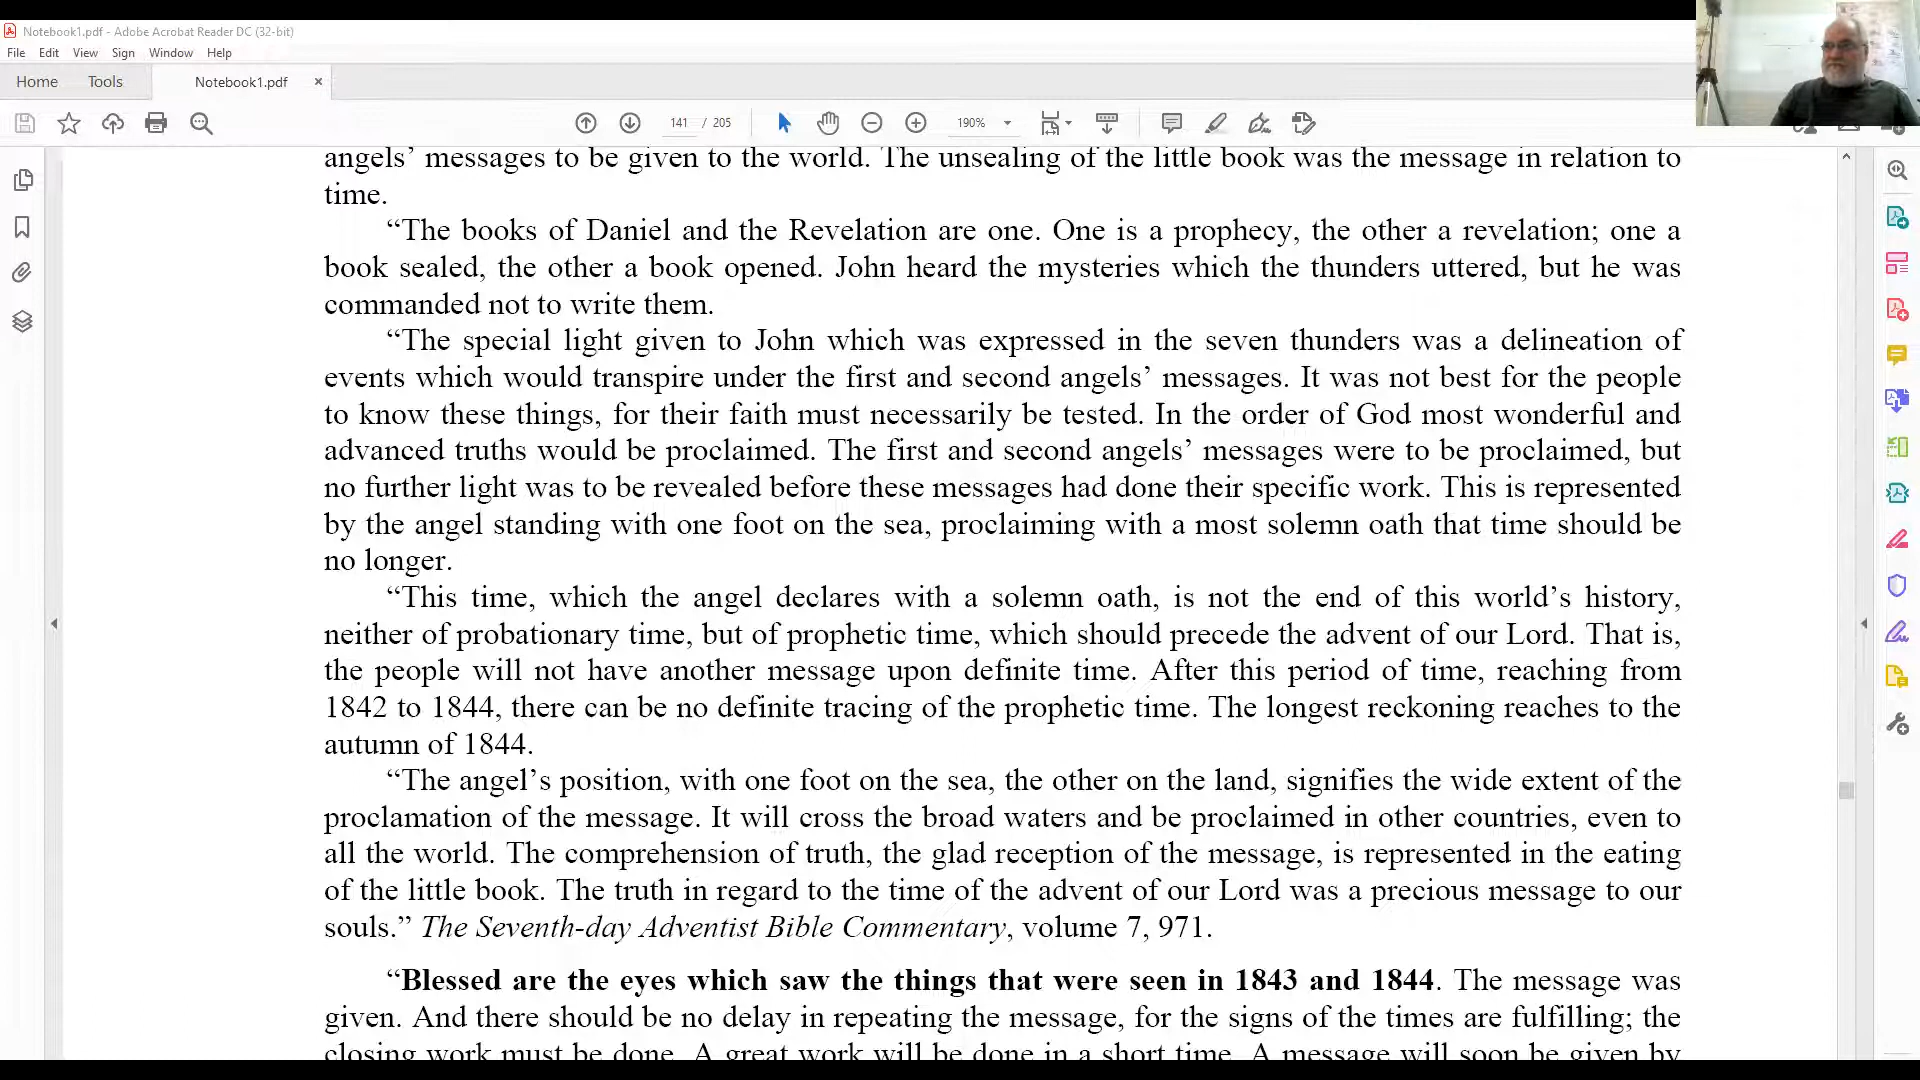 Notebook1.pdf - Adobe Acrobat Reader DC (32-bit)
File Edit View Sign Window Help
Home Tools Notebook1.pdf ×
141 / 205 190%
angels’ messages to be given to the world. The unsealing of the little book was the message in relation to
time.
“The books of Daniel and the Revelation are one. One is a prophecy, the other a revelation; one a
book sealed, the other a book opened. John heard the mysteries which the thunders uttered, but he was
commanded not to write them.
“The special light given to John which was expressed in the seven thunders was a delineation of
events which would transpire under the first and second angels’ messages. It was not best for the people
to know these things, for their faith must necessarily be tested. In the order of God most wonderful and
advanced truths would be proclaimed. The first and second angels’ messages were to be proclaimed, but
no further light was to be revealed before these messages had done their specific work. This is represented
by the angel standing with one foot on the sea, proclaiming with a most solemn oath that time should be
no longer.
“This time, which the angel declares with a solemn oath, is not the end of this world’s history,
neither of probationary time, but of prophetic time, which should precede the advent of our Lord. That is,
the people will not have another message upon definite time. After this period of time, reaching from
1842 to 1844, there can be no definite tracing of the prophetic time. The longest reckoning reaches to the
autumn of 1844.
“The angel’s position, with one foot on the sea, the other on the land, signifies the wide extent of the
proclamation of the message. It will cross the broad waters and be proclaimed in other countries, even to
all the world. The comprehension of truth, the glad reception of the message, is represented in the eating
of the little book. The truth in regard to the time of the advent of our Lord was a precious message to our
souls.” The Seventh-day Adventist Bible Commentary, volume 7, 971.
“Blessed are the eyes which saw the things that were seen in 1843 and 1844. The message was
given. And there should be no delay in repeating the message, for the signs of the times are fulfilling; the
closing work must be done. A great work will be done in a short time. A message will soon be given by